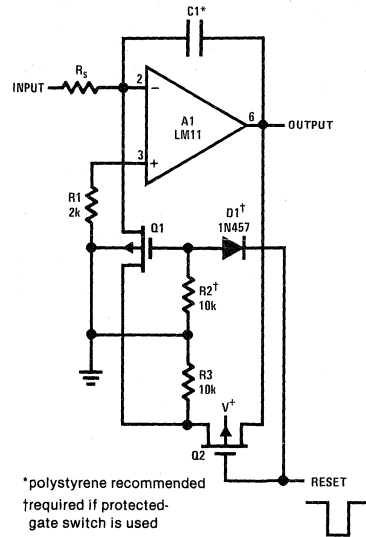 C1*
Rs
INPUT
2
−
A1
LM11
6
OUTPUT
3
+
R1
2k
Q1
D1†
1N457
R2†
10k
R3
10k
V+
Q2
RESET
*polystyrene recommended
†required if protected-
gate switch is used